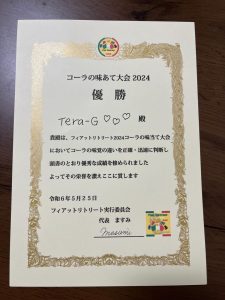 コーラの味あて大会 2024
優勝
Tera-G ♡♡♡ 殿
貴殿は、フィアットリトリート2024コーラの味当て大会
においてコーラの味覚の違いを正確・迅速に判断し
頭書のとおり優秀な成績を修められました
よってその栄誉を讃えここに賞します
令和6年5月25日
フィアットリトリート実行委員会
代表 ますみ
masumi